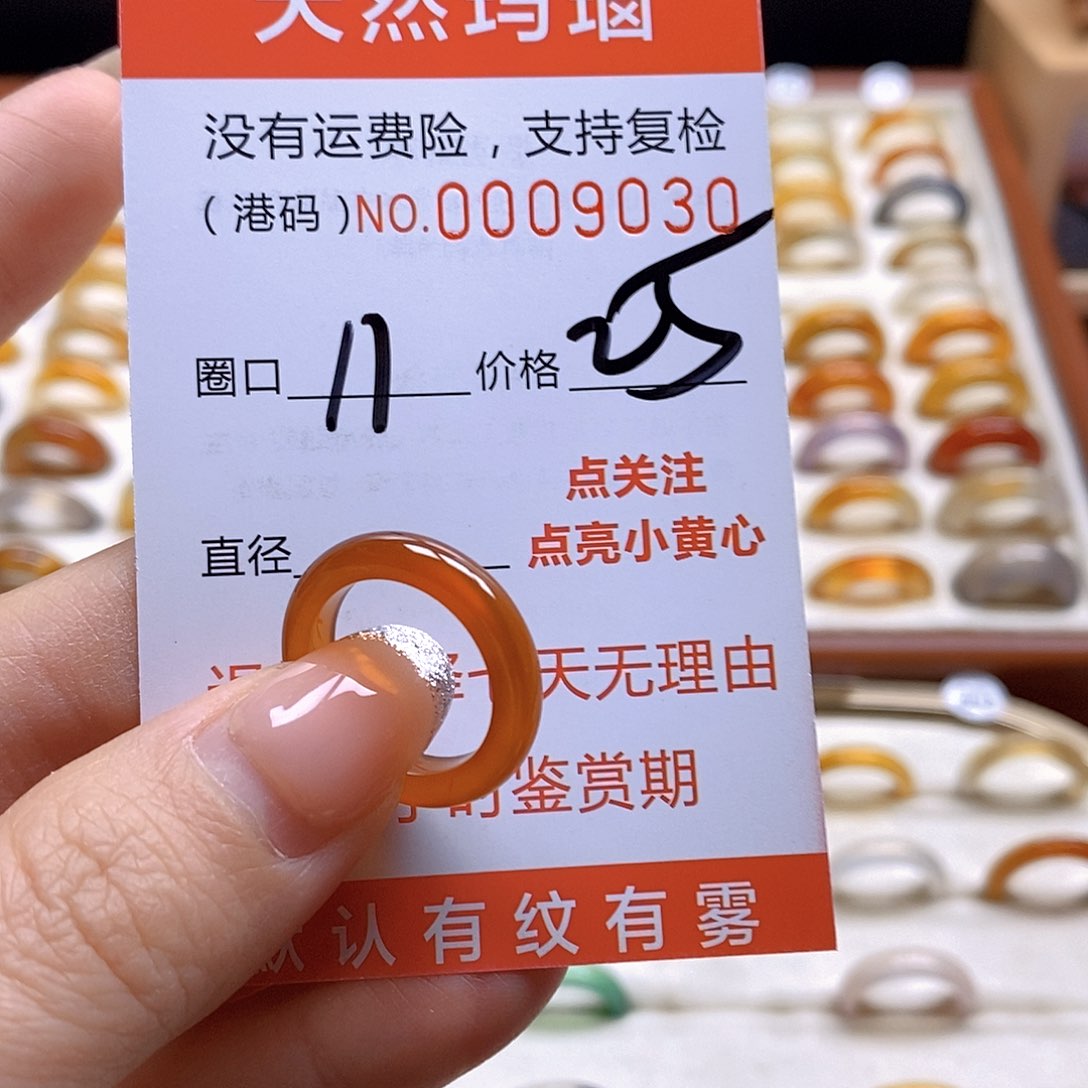 天然玛瑙
没有运费险，支持复检
(港码)NO.0009030
圈口 11 价格
点关注
直径 点亮小黄心
天无理由
鉴赏期
默认有纹有雾